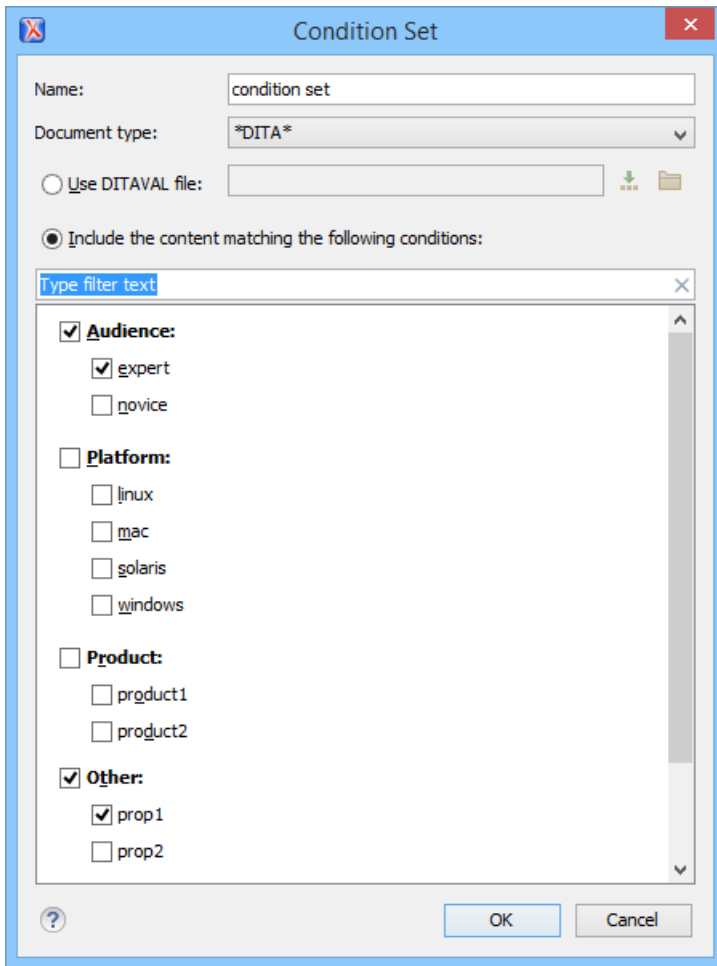 Condition Set
Name: condition set
Document type: *DITA*
Use DITAVAL file:
Include the content matching the following conditions:
Type filter text
Audience:
expert
novice
Platform:
linux
mac
solaris
windows
Product:
product1
product2
Other:
prop1
prop2
? OK Cancel